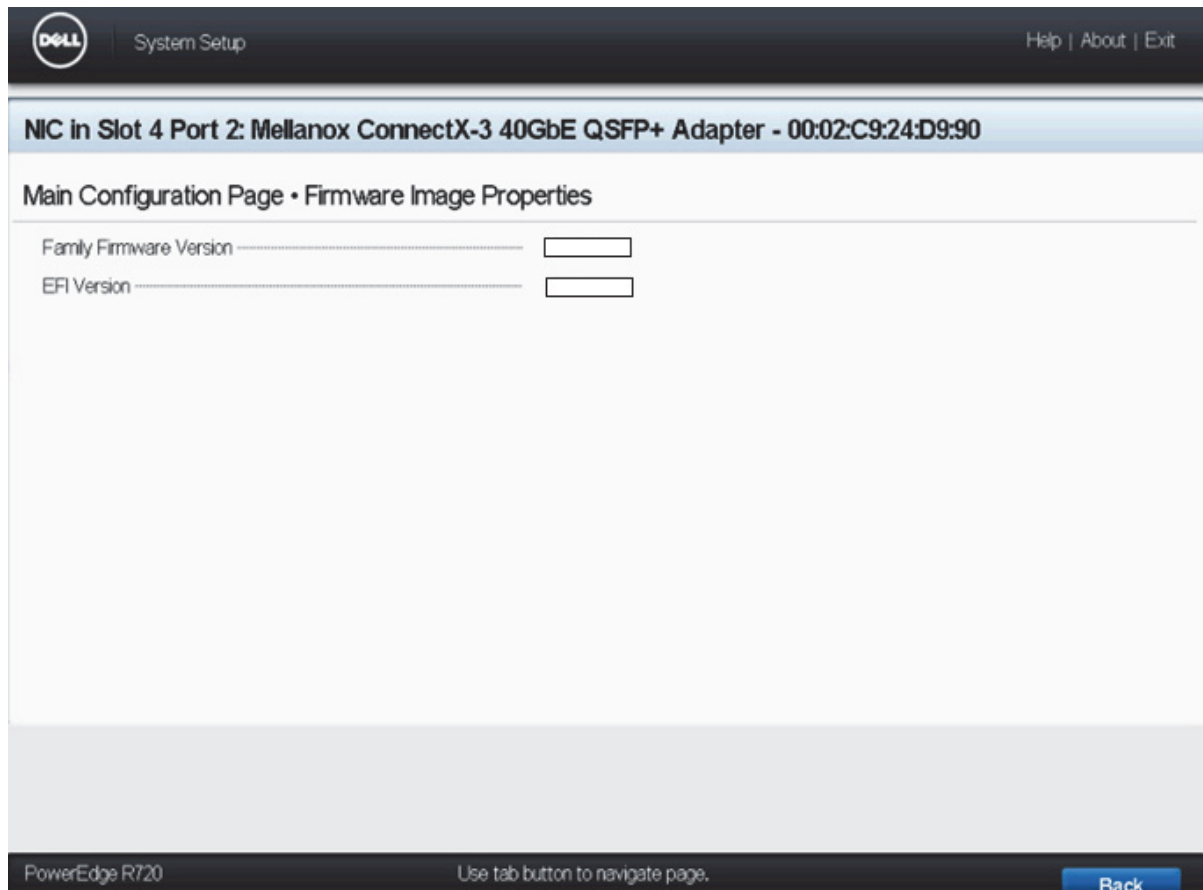 DELL
System Setup
Help | About | Exit
NIC in Slot 4 Port 2: Mellanox ConnectX-3 40GbE QSFP+ Adapter - 00:02:C9:24:D9:90
Main Configuration Page • Firmware Image Properties
Family Firmware Version
EFI Version
PowerEdge R720
Use tab button to navigate page.
Back